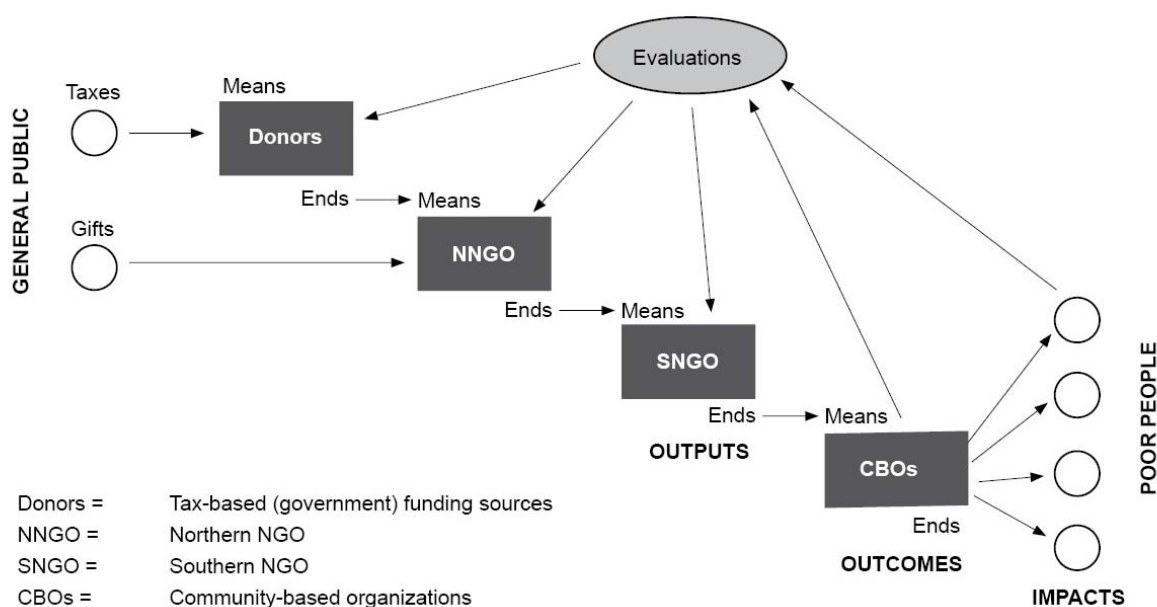 Evaluations
Taxes
Means
Donors
GENERAL PUBLIC
Ends
Means
Gifts
NNGO
Ends
Means
SNGO
Ends
Means
OUTPUTS
CBOs
POOR PEOPLE
Ends
OUTCOMES
IMPACTS
Donors = Tax-based (government) funding sources
NNGO = Northern NGO
SNGO = Southern NGO
CBOs = Community-based organizations